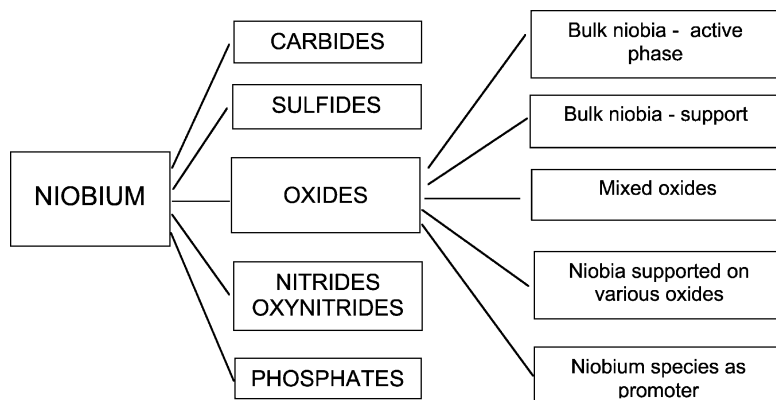 NIOBIUM
CARBIDES
SULFIDES
OXIDES
NITRIDES
OXYNITRIDES
PHOSPHATES
Bulk niobia - active
phase
Bulk niobia - support
Mixed oxides
Niobia supported on
various oxides
Niobium species as
promoter